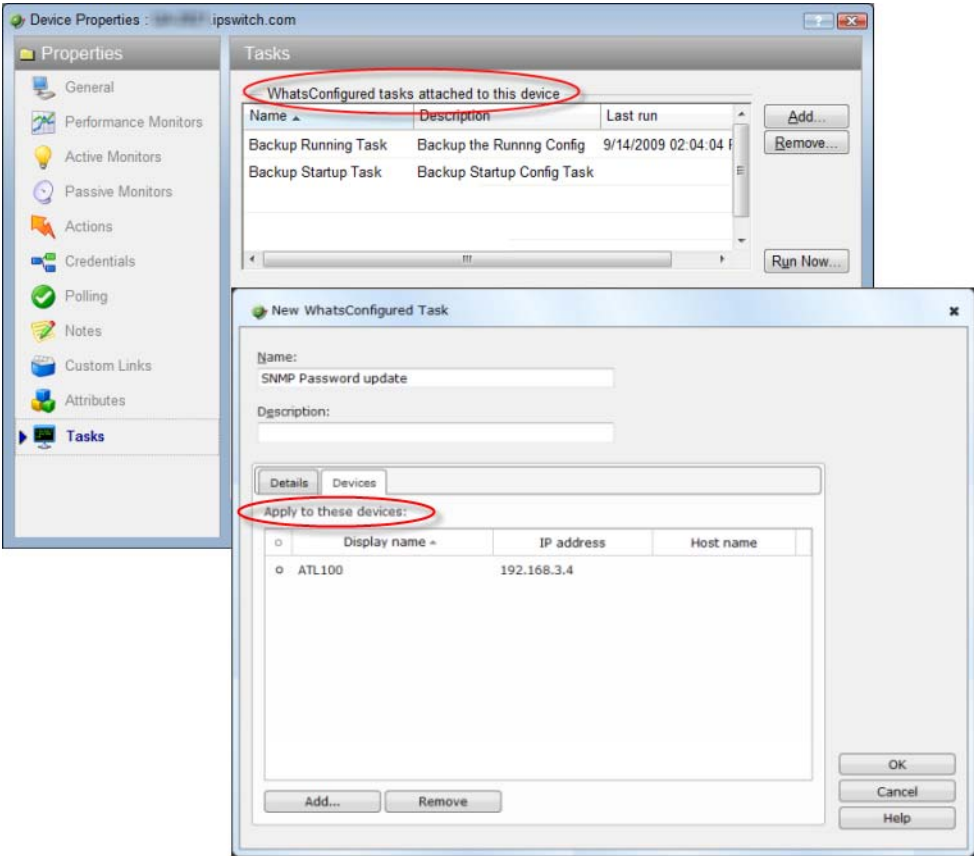 Device Properties : .ipswitch.com
Properties
General
Performance Monitors
Active Monitors
Passive Monitors
Actions
Credentials
Polling
Notes
Custom Links
Attributes
Tasks
Tasks
WhatsConfigured tasks attached to this device
Name Description Last run
Backup Running Task Backup the Runnng Config 9/14/2009 02:04:04
Backup Startup Task Backup Startup Config Task
Add...
Remove...
Run Now...
New WhatsConfigured Task
Name:
SNMP Password update
Description:
Details Devices
Apply to these devices:
Display name IP address Host name
ATL100 192.168.3.4
Add... Remove
OK
Cancel
Help